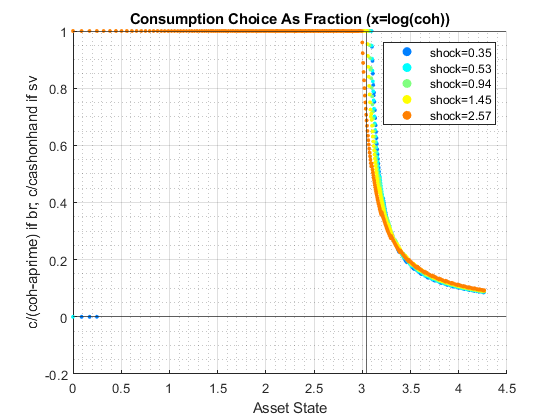 Consumption Choice As Fraction (x=log(coh))
c/(coh-aprime) if br; c/cashonhand if sv
1
0.8
0.6
0.4
0.2
0
-0.2
shock=0.35
shock=0.53
shock=0.94
shock=1.45
shock=2.57
0 0.5 1 1.5 2 2.5 3 3.5 4 4.5
Asset State